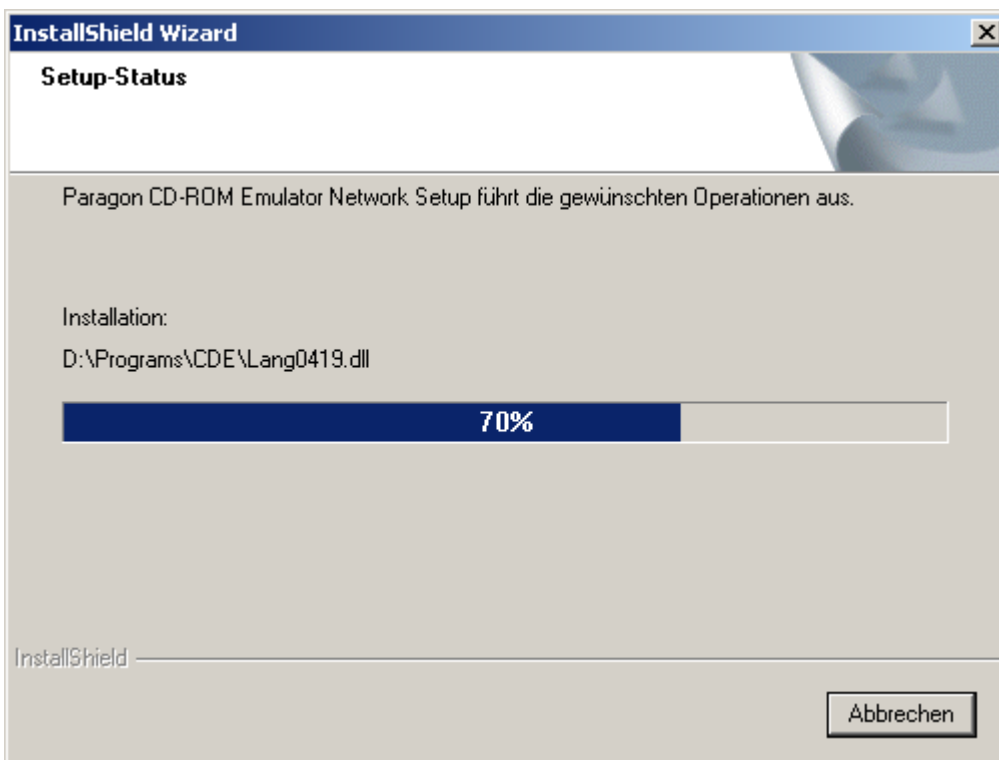 InstallShield Wizard
Setup-Status
Paragon CD-ROM Emulator Network Setup führt die gewünschten Operationen aus.
Installation:
D:\Programs\CDE\Lang0419.dll
70%
InstallShield
Abbrechen